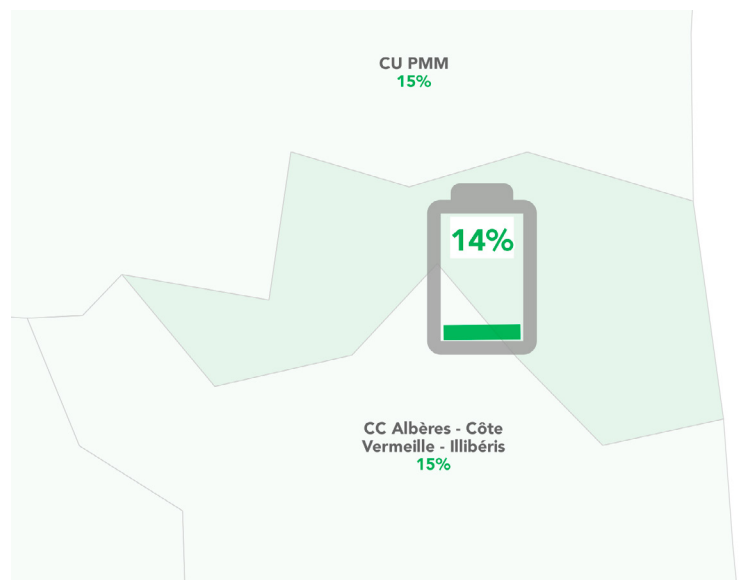 CU PMM
15%
14%
CC Albères - Côte
Vermeille - Illibéris
15%